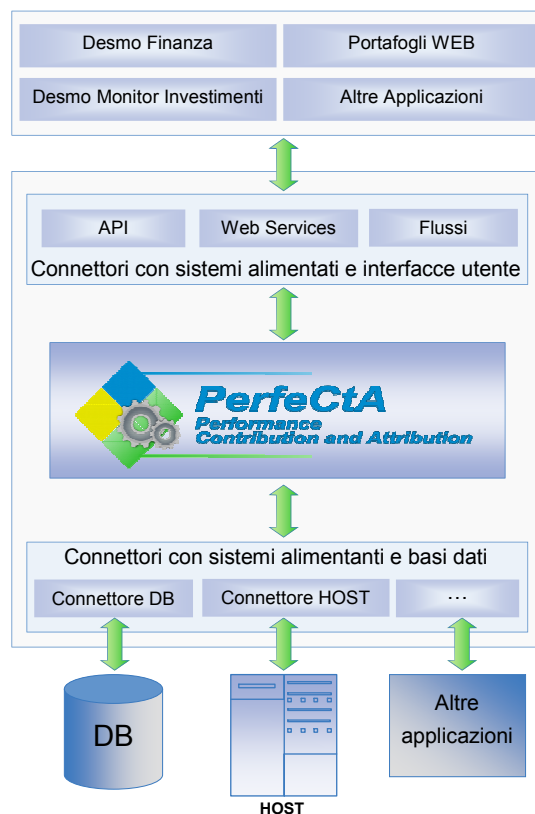 Desmo Finanza
Portafogli WEB
Desmo Monitor Investimenti
Altre Applicazioni
API
Web Services
Flussi
Connettori con sistemi alimentati e interfacce utente
PerfeCtA
Performance
Contribution and Attribution
Connettori con sistemi alimentanti e basi dati
Connettore DB
Connettore HOST
...
DB
Altre
applicazioni
HOST